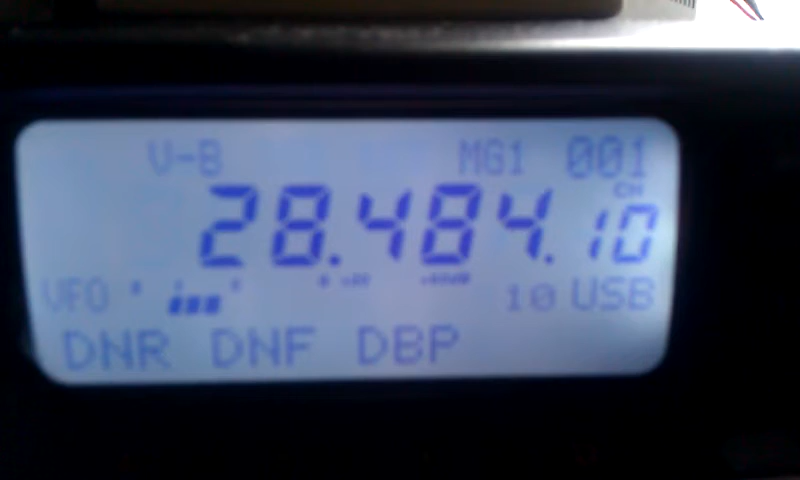 V-B MG1 001
CH
28.484.10
VFO 10 USB
DNR DNF DBP